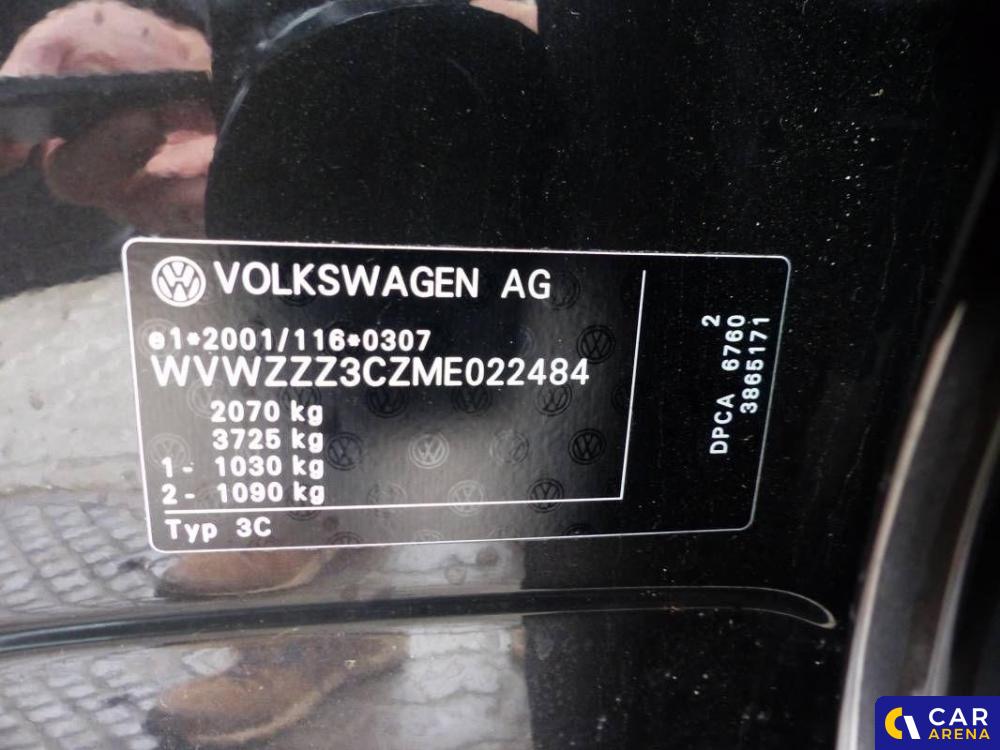 VOLKSWAGEN AG
e1*2001/116*0307
WVWZZZ3CZME022484
2070 kg
3725 kg
1- 1030 kg
2- 1090 kg
Typ 3C
2
DPCA 6760
3865171
CAR
ARENA